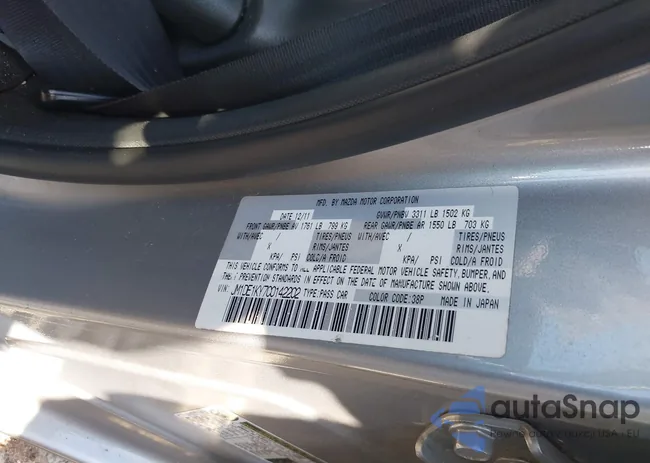 MFD. BY MAZDA MOTOR CORPORATION
DATE 12/11 GVWR/PNBV 3311 LB 1502 KG
FRONT GAWR/PNBE AV 1761 LB 799 KG REAR GAWR/PNBE AR 1550 LB 703 KG
WITH/AVEC / TIRES/PNEUS WITH/AVEC / TIRES/PNEUS
X RIMS/JANTES X RIMS/JANTES
KPA/ PSI/ LPC/COLD/A FROID KPA/ PSI/ LPC/COLD/A FROID
THIS VEHICLE CONFORMS TO ALL APPLICABLE FEDERAL MOTOR VEHICLE SAFETY, BUMPER, AND
THEFT PREVENTION STANDARDS IN EFFECT ON THE DATE OF MANUFACTURE SHOWN ABOVE.
VIN: JM1DE1KY7C0142202 TYPE:PASS CAR COLOR CODE:38P MADE IN JAPAN
autaSnap